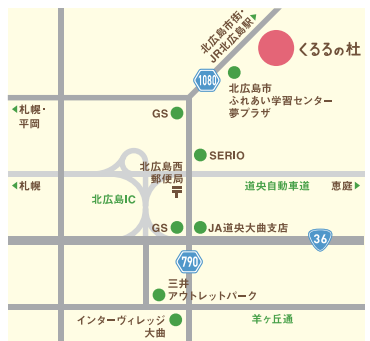 北広島市街・
JR北広島駅▶
くるるの杜
1080
北広島市
ふれあい学習センター
夢プラザ
◀札幌・
平岡
GS
SERIO
北広島西
郵便局
〒
◀札幌
北広島IC
道央自動車道
恵庭▶
GS
JA道央大曲支店
36
790
三井
アウトレットパーク
インターヴィレッジ
大曲
羊ヶ丘通